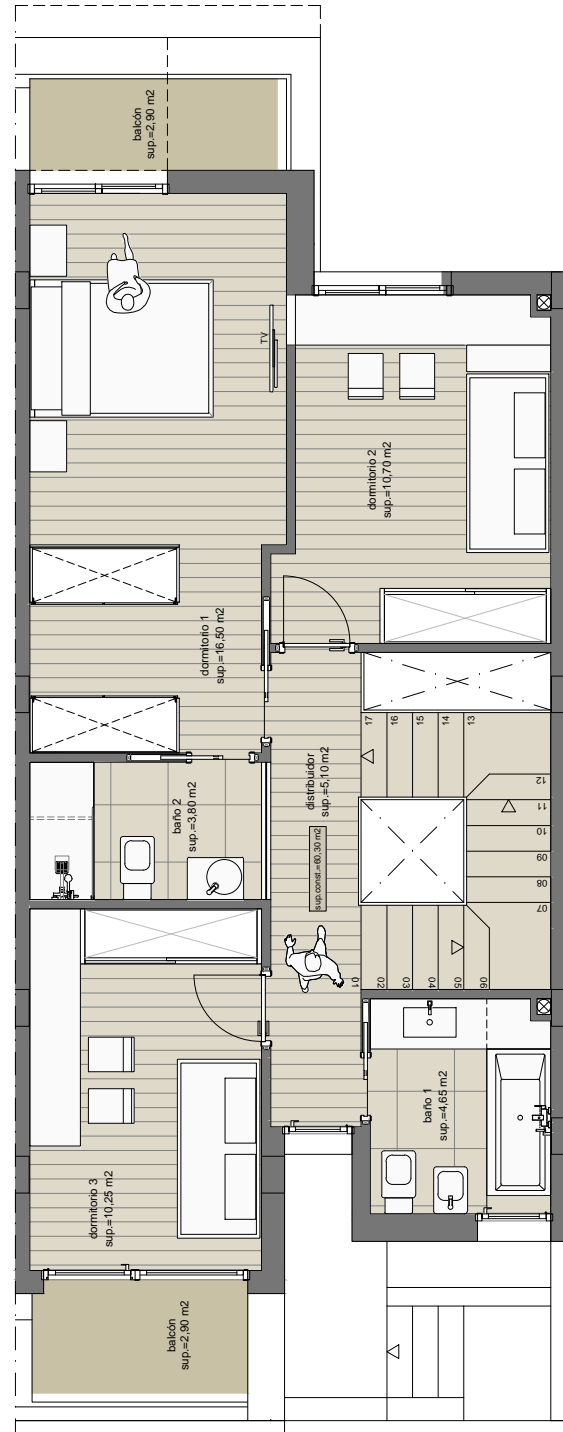 balcón
sup.=2,90 m2
TV
dormitorio 2
sup.=10,70 m2
dormitorio 1
sup.=16,50 m2
17
16
15
14
13
12
11
10
09
08
07
distribuidor
sup.=5,10 m2
sup.const.=60,30 m2
baño 2
sup.=3,80 m2
01
02
03
04
05
06
baño 1
sup.=4,65 m2
dormitorio 3
sup.=10,25 m2
balcón
sup.=2,90 m2